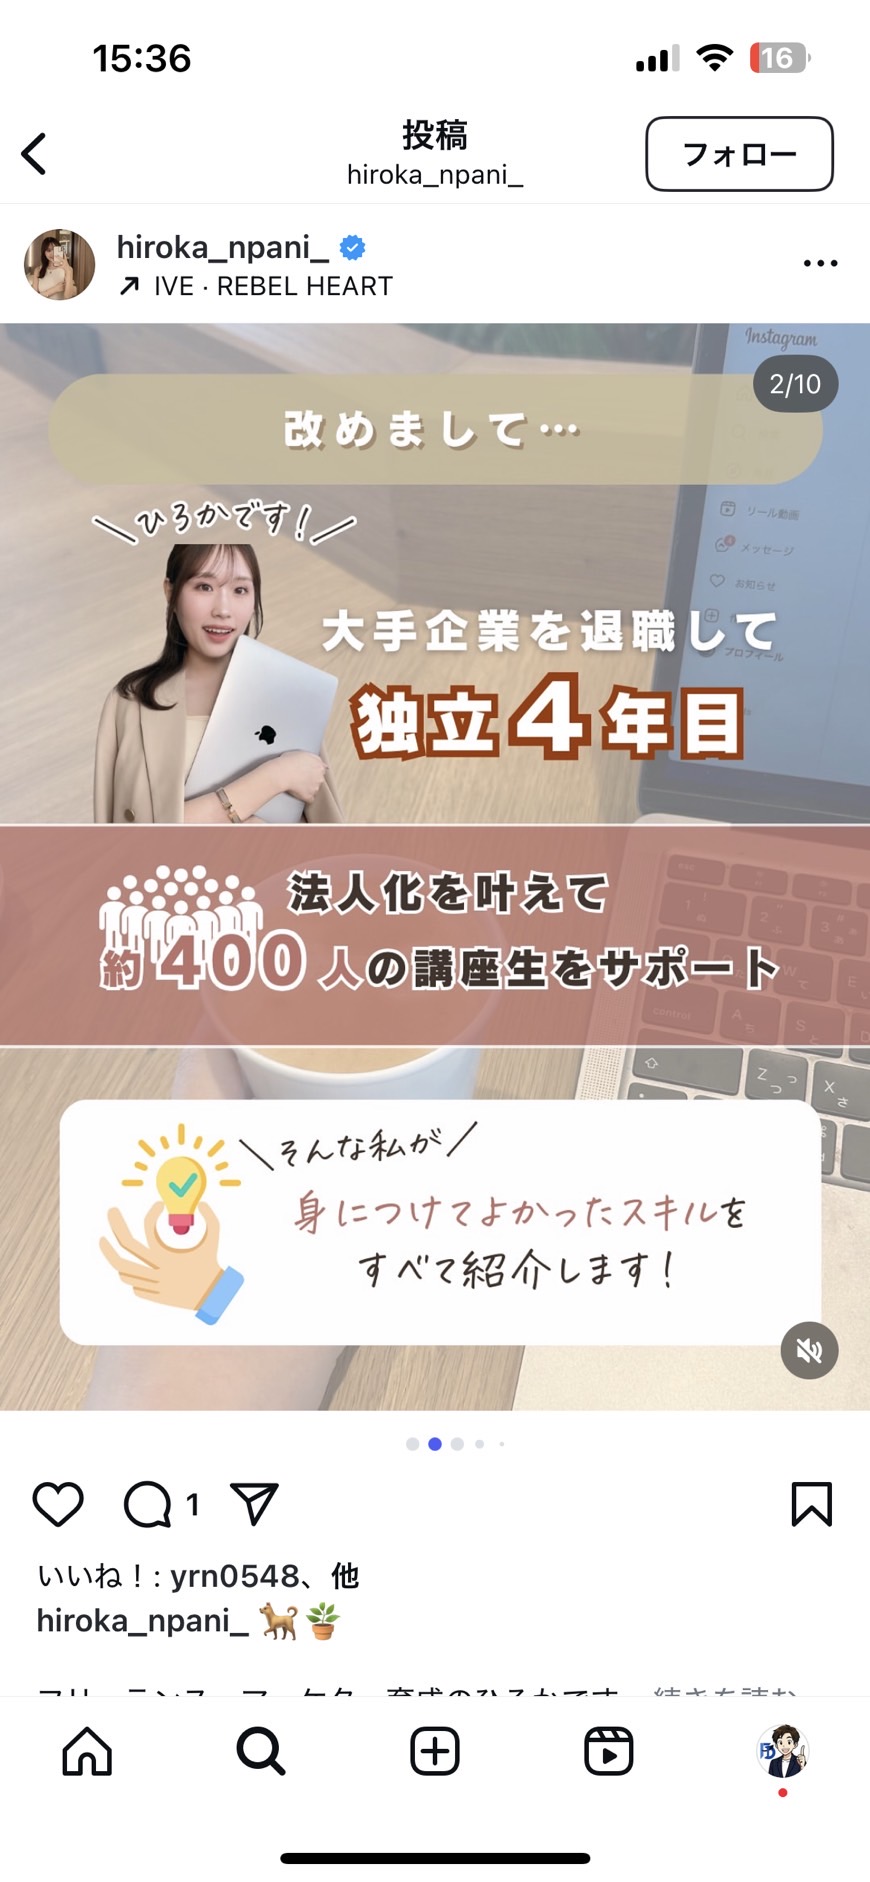 15:36
16
投稿
hiroka_npani_
フォロー
hiroka_npani_
IVE · REBEL HEART
Instagram
2/10
改めまして…
リール動画
メッセージ
お知らせ
プロフィール
\ひろかです!/
大手企業を退職して
独立4年目
法人化を叶えて
約400人の講座生をサポート
\そんな私が/
身につけてよかったスキルを
すべて紹介します!
1
いいね!: yrn0548、他
hiroka_npani_ 🐕🪴